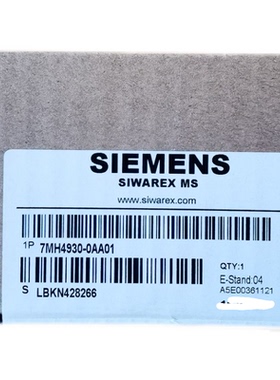 SIEMENS
SIWAREX MS
www.siwarex.com
1P 7MH4930-0AA01
QTY:1
E-Stand:04
S LBKN428266
A5E00361121